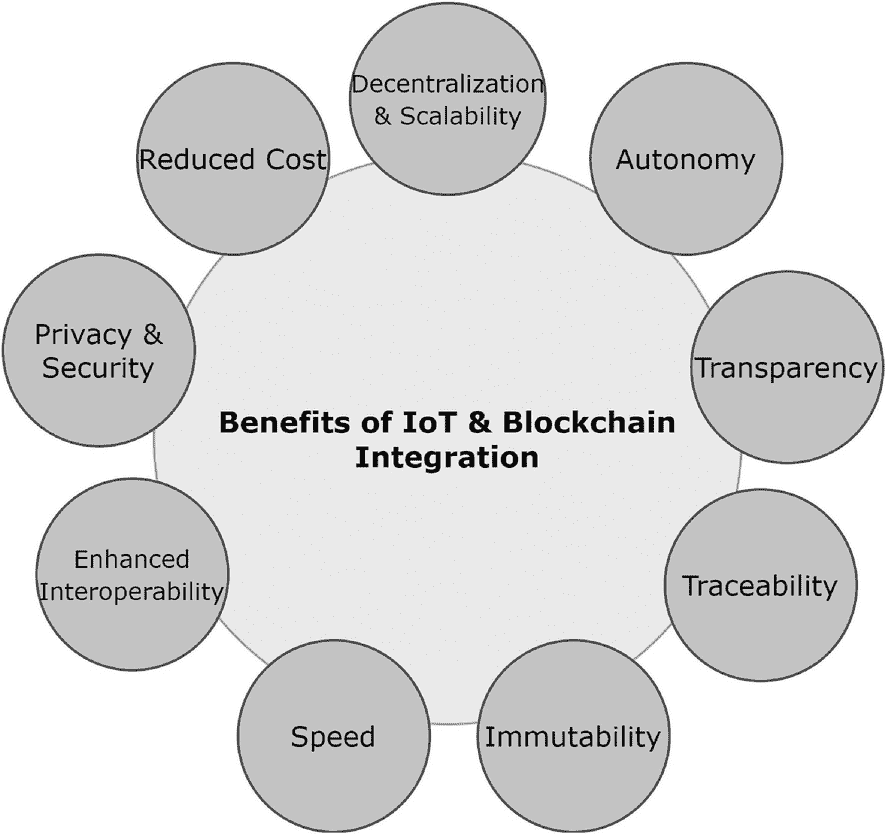 Decentralization
& Scalability
Reduced Cost
Autonomy
Privacy &
Security
Transparency
Benefits of IoT & Blockchain
Integration
Enhanced
Interoperability
Traceability
Speed
Immutability